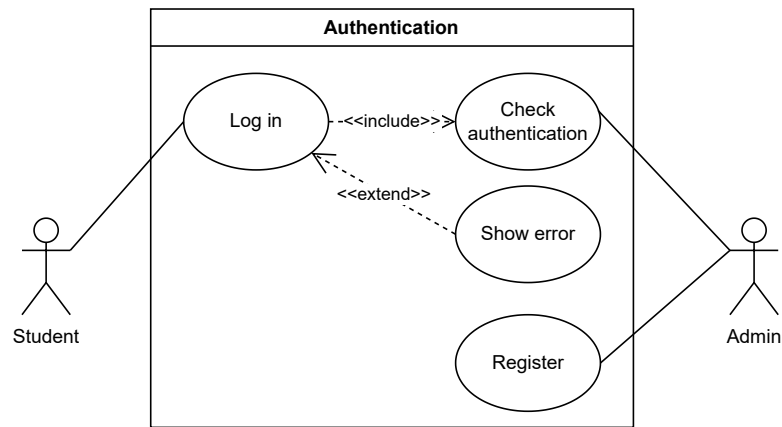 Authentication
Log in
<<include>>
Check
authentication
<<extend>>
Show error
Student
Admin
Register